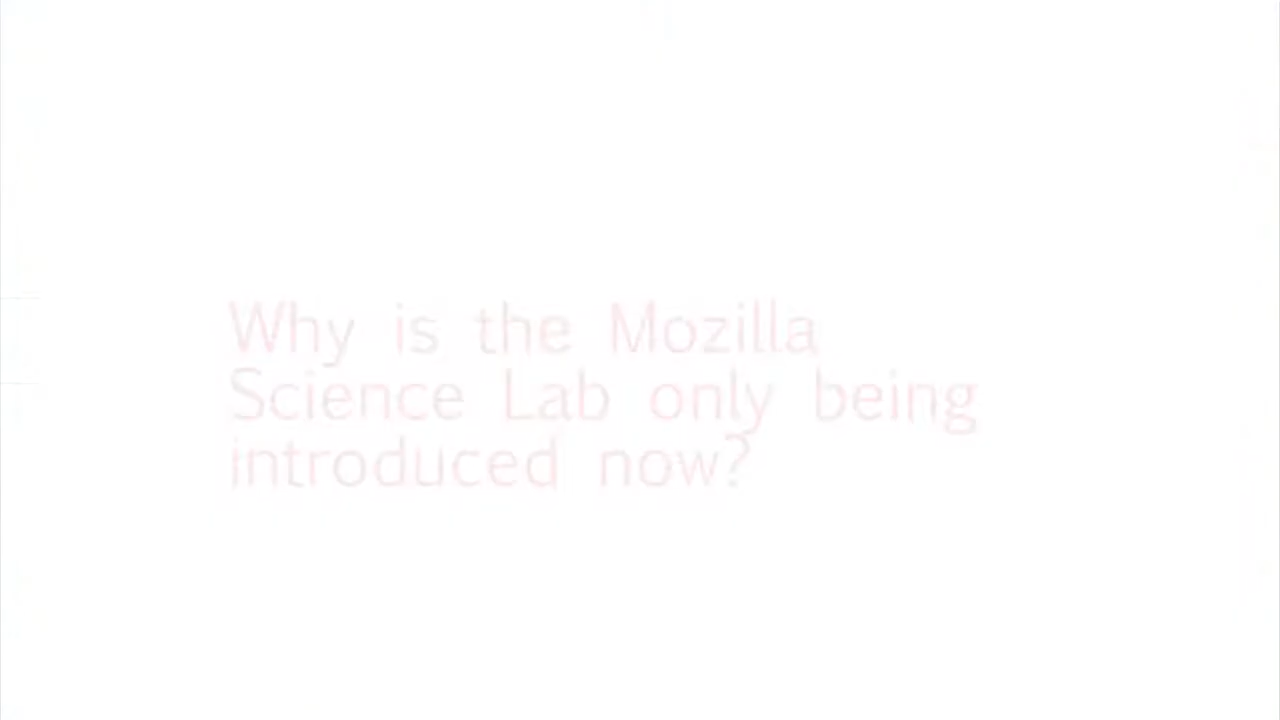 Why is the Mozilla
Science Lab only being
introduced now?